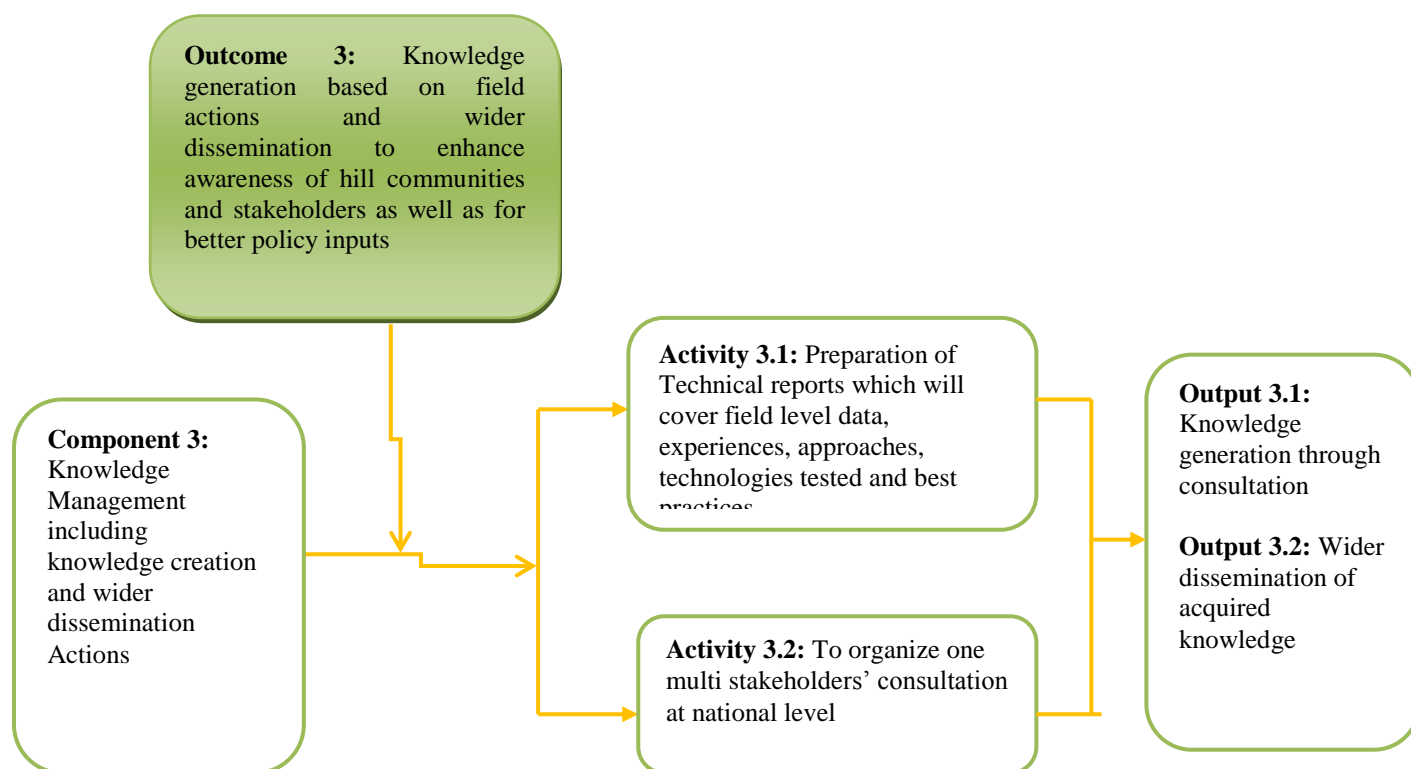 Outcome 3: Knowledge
generation based on field
actions and wider
dissemination to enhance
awareness of hill communities
and stakeholders as well as for
better policy inputs
Component 3:
Knowledge
Management
including
knowledge creation
and wider
dissemination
Actions
Activity 3.1: Preparation of
Technical reports which will
cover field level data,
experiences, approaches,
technologies tested and best
practices
Activity 3.2: To organize one
multi stakeholders’ consultation
at national level
Output 3.1:
Knowledge
generation through
consultation
Output 3.2: Wider
dissemination of
acquired
knowledge